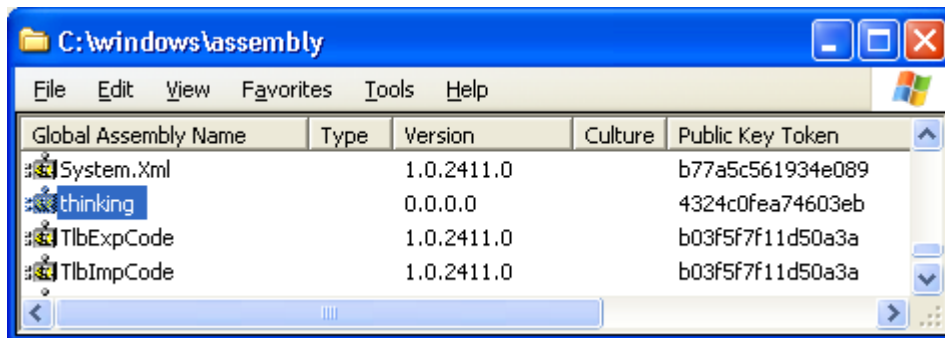 C:\windows\assembly
File Edit View Favorites Tools Help
Global Assembly Name Type Version Culture Public Key Token
System.Xml 1.0.2411.0 b77a5c561934e089
thinking 0.0.0.0 4324c0fea74603eb
TlbExpCode 1.0.2411.0 b03f5f7f11d50a3a
TlbImpCode 1.0.2411.0 b03f5f7f11d50a3a